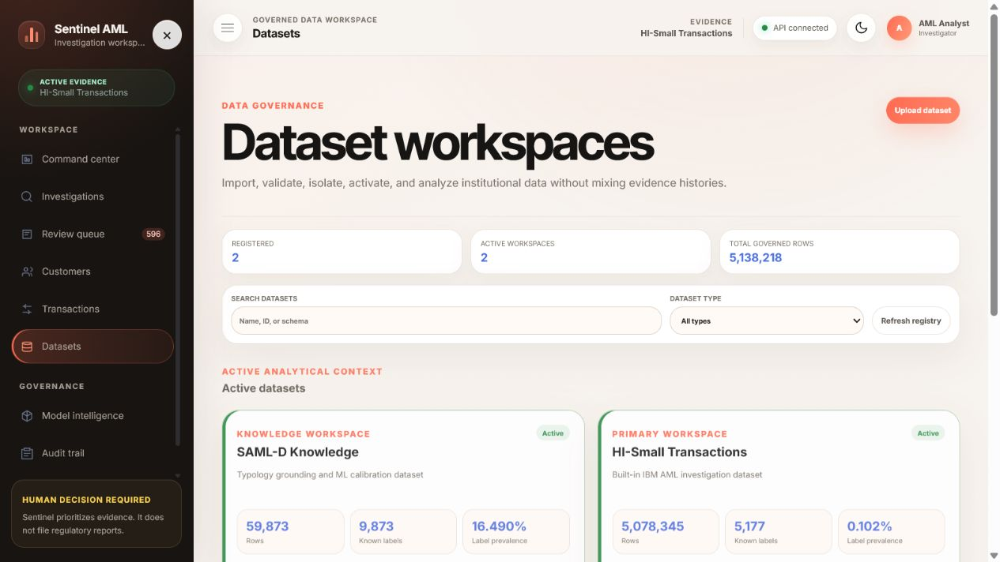 Sentinel AML
Investigation worksp...
ACTIVE EVIDENCE
HI-Small Transactions
WORKSPACE
Command center
Investigations
Review queue 596
Customers
Transactions
Datasets
GOVERNANCE
Model intelligence
Audit trail
HUMAN DECISION REQUIRED
Sentinel prioritizes evidence. It does
not file regulatory reports.
GOVERNED DATA WORKSPACE
Datasets
EVIDENCE
HI-Small Transactions
API connected
A
AML Analyst
Investigator
DATA GOVERNANCE
Dataset workspaces
Import, validate, isolate, activate, and analyze institutional data without mixing evidence histories.
Upload dataset
REGISTERED
2
ACTIVE WORKSPACES
2
TOTAL GOVERNED ROWS
5,138,218
SEARCH DATASETS
Name, ID, or schema
DATASET TYPE
All types
Refresh registry
ACTIVE ANALYTICAL CONTEXT
Active datasets
KNOWLEDGE WORKSPACE
Active
SAML-D Knowledge
Typology grounding and ML calibration dataset
59,873
Rows
9,873
Known labels
16.490%
Label prevalence
PRIMARY WORKSPACE
Active
HI-Small Transactions
Built-in IBM AML investigation dataset
5,078,345
Rows
5,177
Known labels
0.102%
Label prevalence